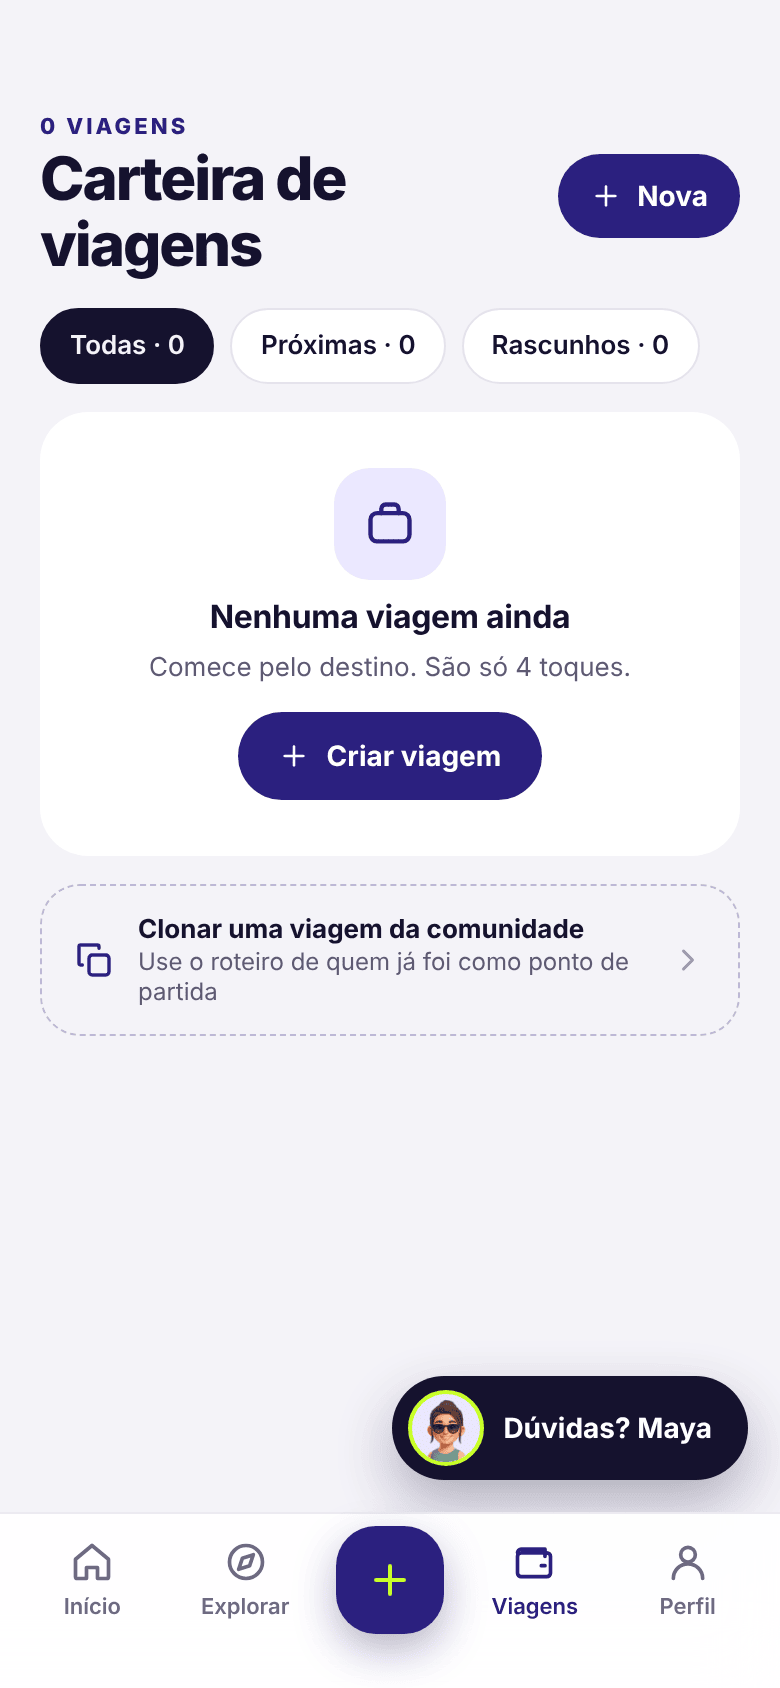 0 VIAGENS
Carteira de
viagens
Nova
Todas · 0
Próximas · 0
Rascunhos · 0
Nenhuma viagem ainda
Comece pelo destino. São só 4 toques.
Criar viagem
Clonar uma viagem da comunidade
Use o roteiro de quem já foi como ponto de
partida
Dúvidas? Maya
Início
Explorar
Viagens
Perfil